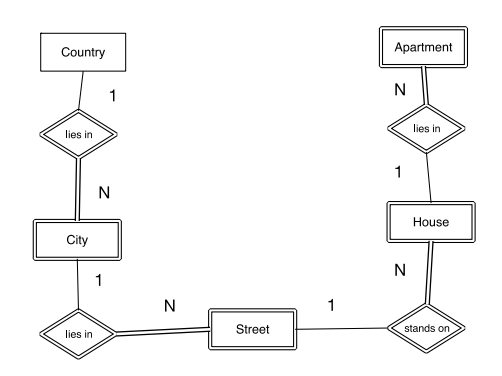 Country
Apartment
1
N
lies in
lies in
1
N
House
City
1
N
N
1
lies in
Street
stands on